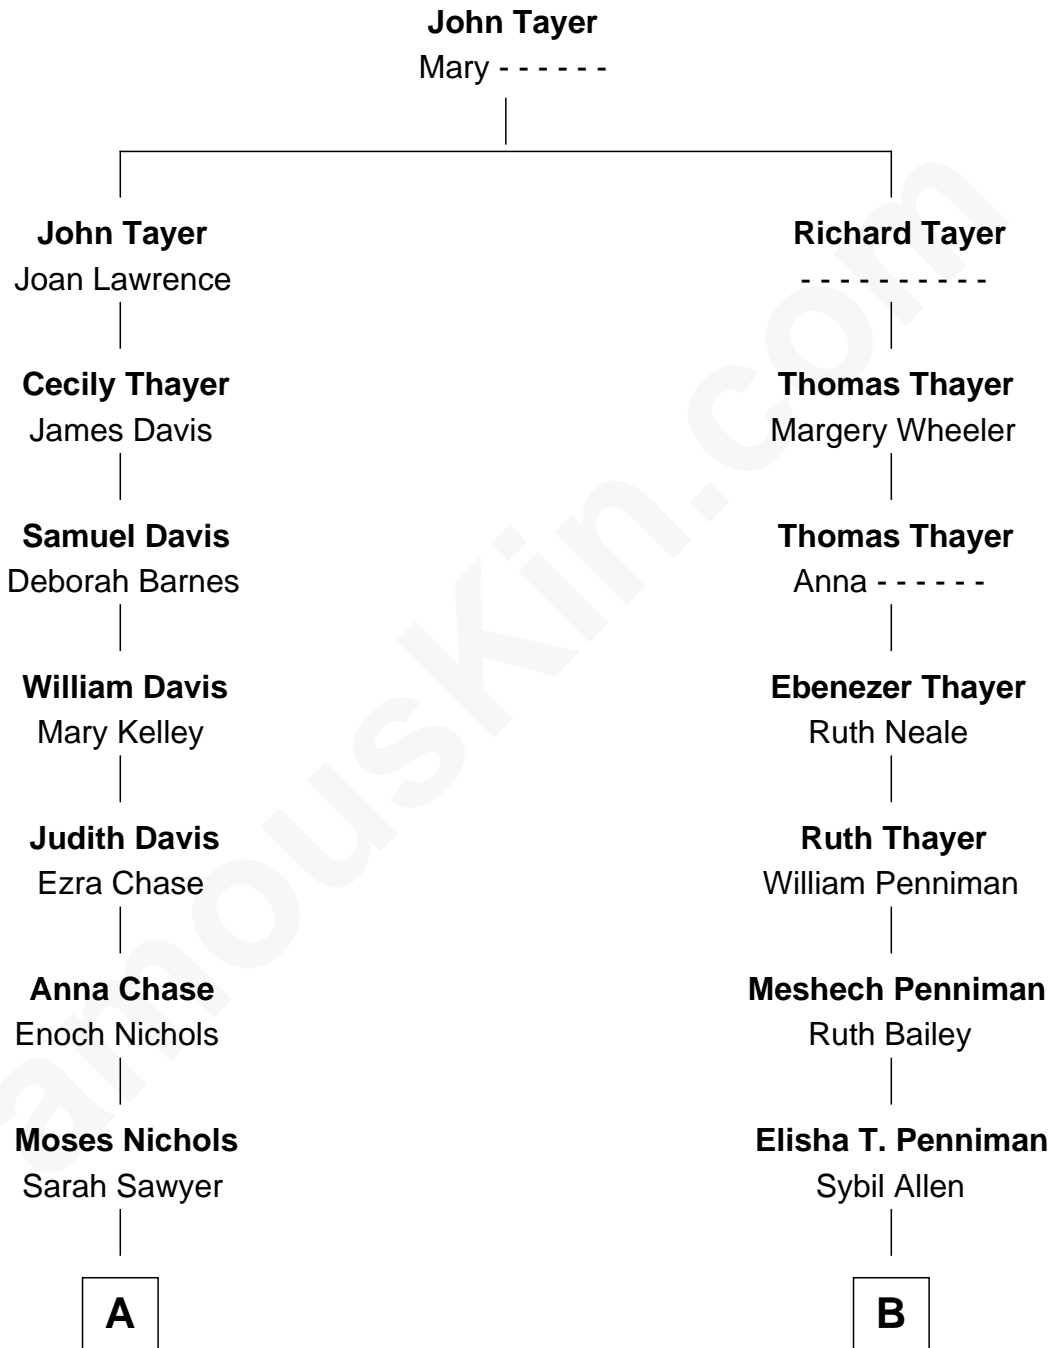 John Tayer
Mary - - - - - -
John Tayer
Joan Lawrence
Richard Tayer
- - - - - - - - - -
Cecily Thayer
James Davis
Thomas Thayer
Margery Wheeler
Samuel Davis
Deborah Barnes
Thomas Thayer
Anna - - - - - -
William Davis
Mary Kelley
Ebenezer Thayer
Ruth Neale
Judith Davis
Ezra Chase
Ruth Thayer
William Penniman
Anna Chase
Enoch Nichols
Meshech Penniman
Ruth Bailey
Moses Nichols
Sarah Sawyer
Elisha T. Penniman
Sybil Allen
A
B
amouskin.com